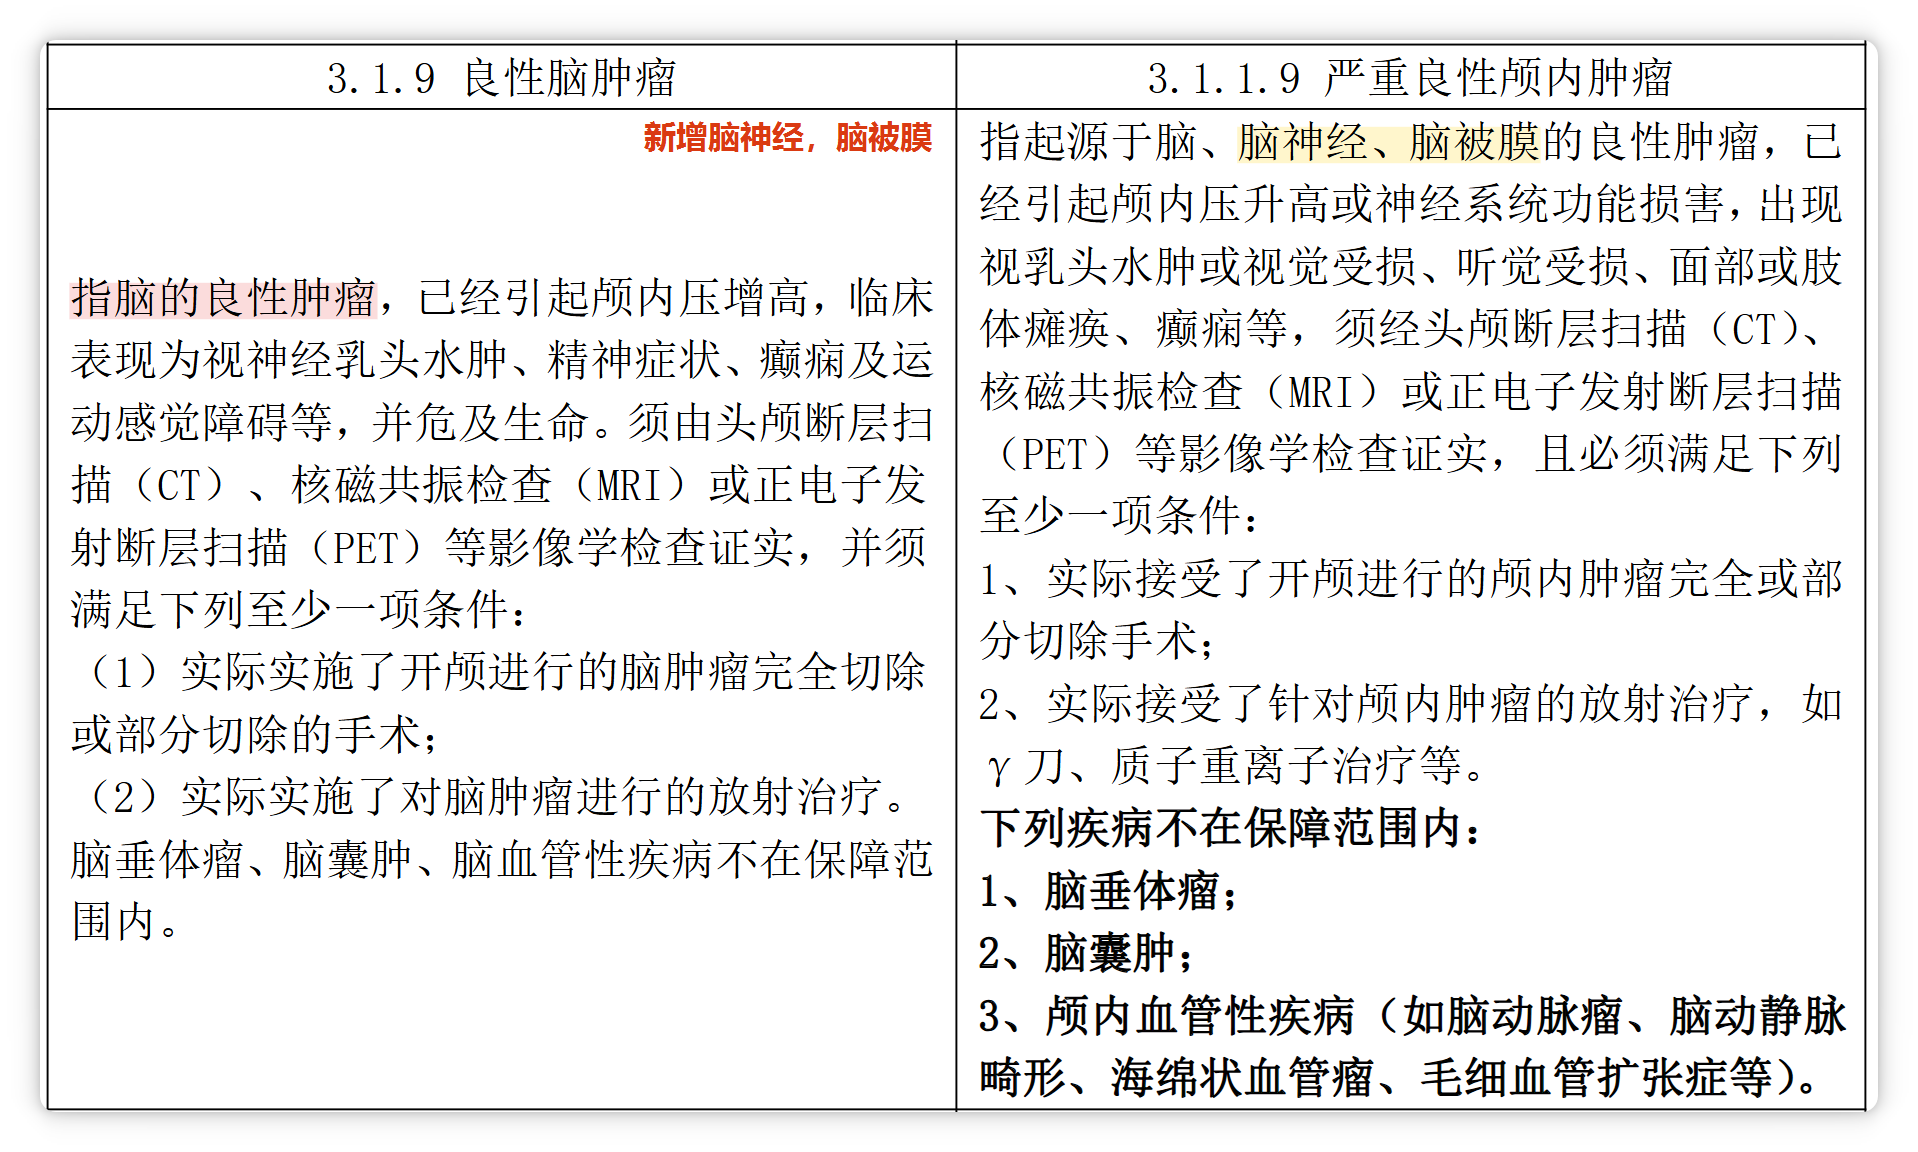 3.1.9 良性脑肿瘤
新增脑神经，脑被膜
指脑的良性肿瘤，已经引起颅内压增高，临床
表现为视神经乳头水肿、精神症状、癫痫及运
动感觉障碍等，并危及生命。须由头颅断层扫
描（CT）、核磁共振检查（MRI）或正电子发
射断层扫描（PET）等影像学检查证实，并须
满足下列至少一项条件：
（1）实际实施了开颅进行的脑肿瘤完全切除
或部分切除的手术；
（2）实际实施了对脑肿瘤进行的放射治疗。
脑垂体瘤、脑囊肿、脑血管性疾病不在保障范
围内。
3.1.1.9 严重良性颅内肿瘤
指起源于脑、脑神经、脑被膜的良性肿瘤，已
经引起颅内压升高或神经系统功能损害，出现
视乳头水肿或视觉受损、听觉受损、面部或肢
体瘫痪、癫痫等，须经头颅断层扫描（CT）、
核磁共振检查（MRI）或正电子发射断层扫描
（PET）等影像学检查证实，且必须满足下列
至少一项条件：
1、实际接受了开颅进行的颅内肿瘤完全或部
分切除手术；
2、实际接受了针对颅内肿瘤的放射治疗，如
γ刀、质子重离子治疗等。
下列疾病不在保障范围内：
1、脑垂体瘤；
2、脑囊肿；
3、颅内血管性疾病（如脑动脉瘤、脑动静脉
畸形、海绵状血管瘤、毛细血管扩张症等）。